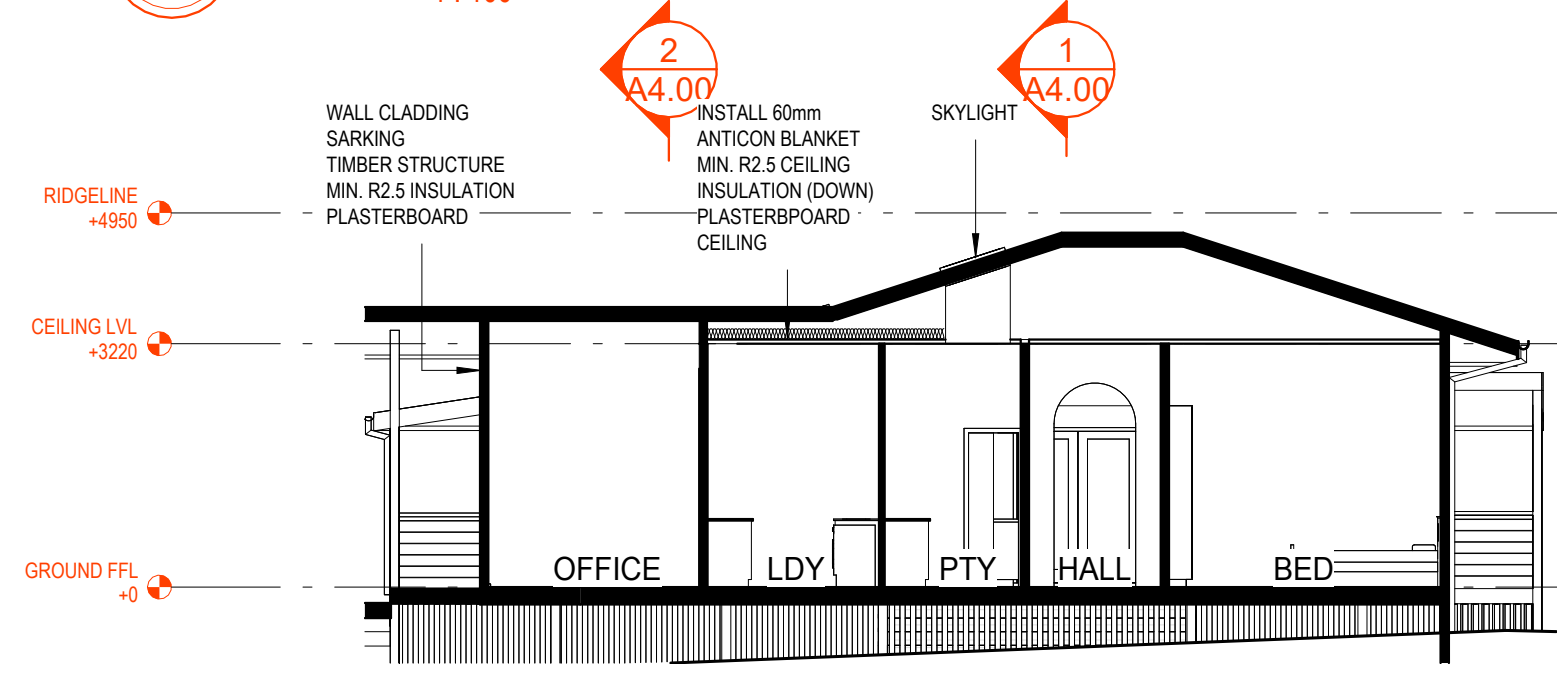 2
A4.00
1
A4.00
WALL CLADDING
SARKING
TIMBER STRUCTURE
MIN. R2.5 INSULATION
PLASTERBOARD
INSTALL 60mm
ANTICON BLANKET
MIN. R2.5 CEILING
INSULATION (DOWN)
PLASTERBPOARD
CEILING
SKYLIGHT
RIDGELINE
+4950
CEILING LVL
+3220
GROUND FFL
+0
OFFICE
LDY
PTY
HALL
BED